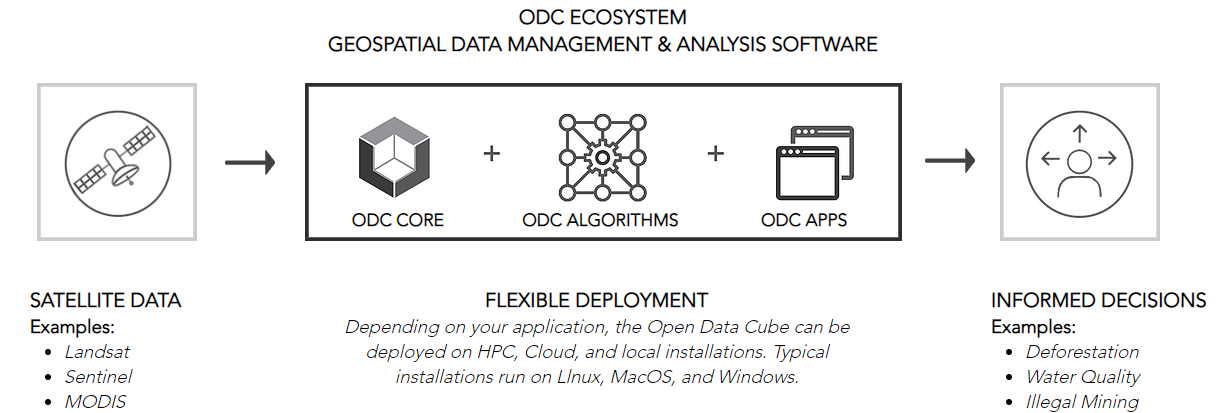 ODC ECOSYSTEM
GEOSPATIAL DATA MANAGEMENT & ANALYSIS SOFTWARE
+
+
ODC CORE
ODC ALGORITHMS
ODC APPS
SATELLITE DATA
Examples:
• Landsat
• Sentinel
• MODIS
FLEXIBLE DEPLOYMENT
Depending on your application, the Open Data Cube can be
deployed on HPC, Cloud, and local installations. Typical
installations run on LInux, MacOS, and Windows.
INFORMED DECISIONS
Examples:
• Deforestation
• Water Quality
• Illegal Mining